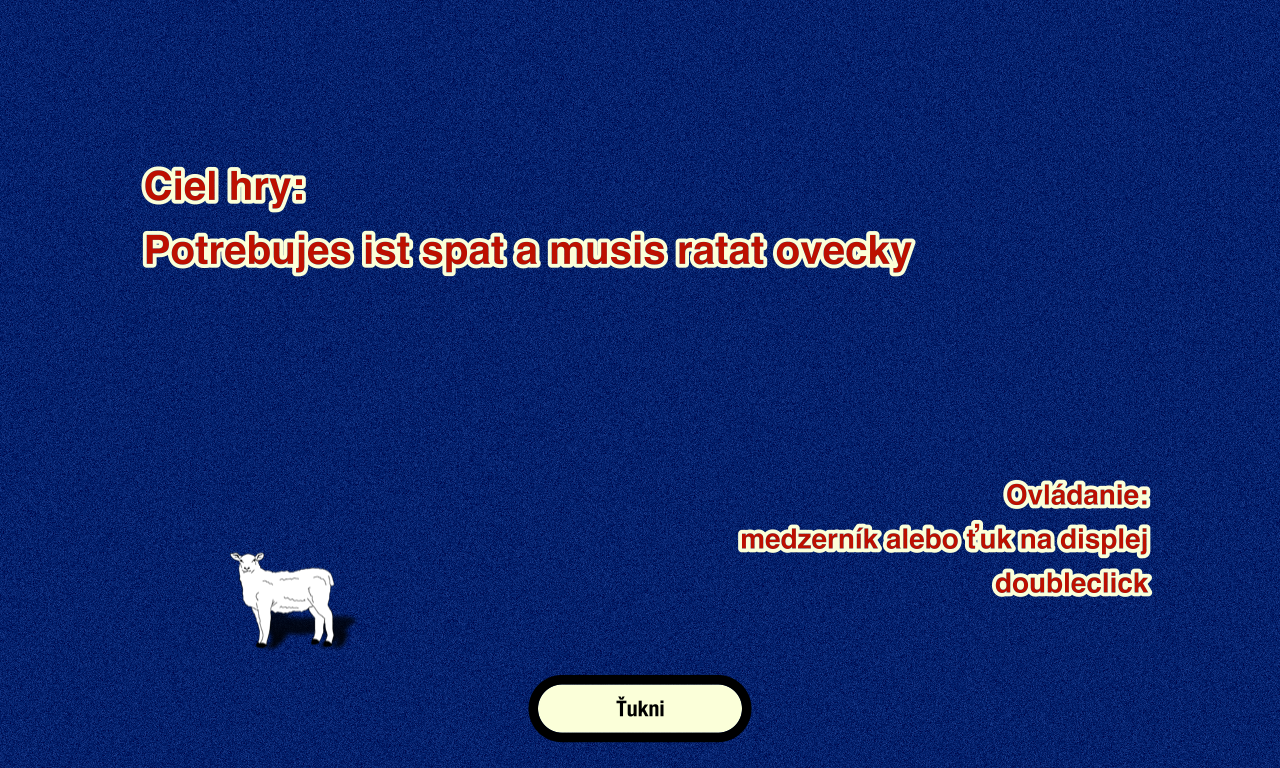 Ciel hry:
Potrebujes ist spat a musis ratat ovecky
Ovládanie:
medzerník alebo ťuk na displej
doubleclick
Ťukni